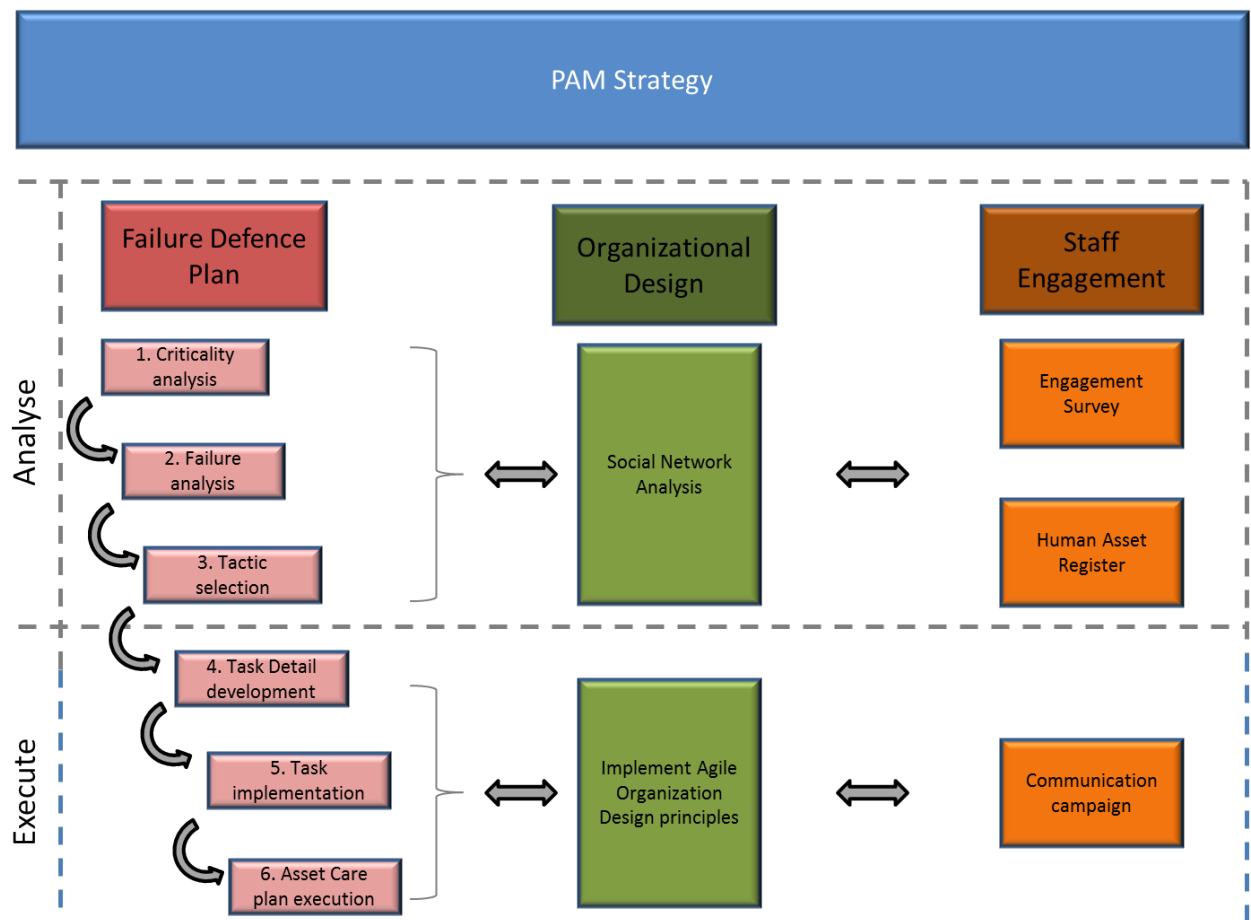 PAM Strategy
Failure Defence
Plan
Organizational
Design
Staff
Engagement
Analyse
1. Criticality
analysis
2. Failure
analysis
3. Tactic
selection
Social Network
Analysis
Engagement
Survey
Human Asset
Register
Execute
4. Task Detail
development
5. Task
implementation
6. Asset Care
plan execution
Implement Agile
Organization
Design principles
Communication
campaign